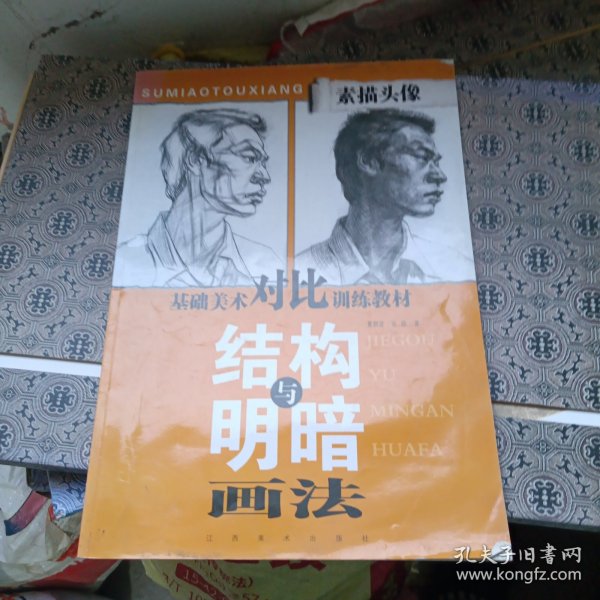 SUMIAOTOUXIANG
素描头像
基础美术对比训练教材
结构
与
明暗
画法
JIEGOU
YU
MINGAN
HUAFA
江西美术出版社
孔夫子旧书网
www.kongfz.com